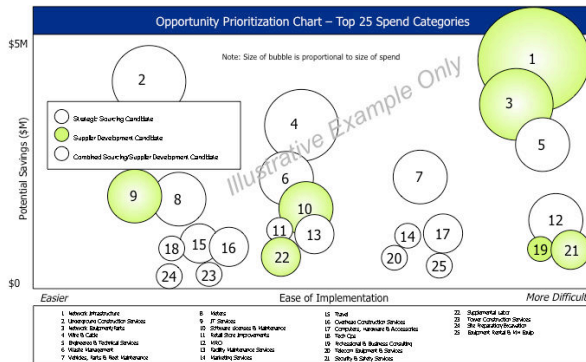 Opportunity Prioritization Chart – Top 25 Spend Categories
$5M
Note: Size of bubble is proportional to size of spend
1
2
3
Strategic Sourcing Candidate
Supplier Development Candidate
Combined Sourcing/Supplier Development Candidate
4
5
Illustrative Example Only
6
7
8
9
10
11
12
13
14
15
16
17
18
19
20
21
22
23
24
25
Potential Savings ($M)
$0
Easier
Ease of Implementation
More Difficult
1 Network Infrastructure
2 Underground Construction Services
3 Network Equipment/Parts
4 Wire & Cable
5 Engineering & Technical Services
6 Waste Management
7 Vehicles, Parts & Fleet Maintenance
8 Meters
9 IT Services
10 Software Licenses & Maintenance
11 Retail Store Improvements
12 MRO
13 Facility Maintenance Services
14 Marketing Services
15 Travel
16 Overhead Construction Services
17 Computers, Hardware & Accessories
18 Tech Ops
19 Professional & Business Consulting
20 Telecom Equipment & Services
21 Security & Safety Services
22 Supplemental Labor
23 Tower Construction Services
24 Site Preparation/Excavation
25 Equipment Rental &